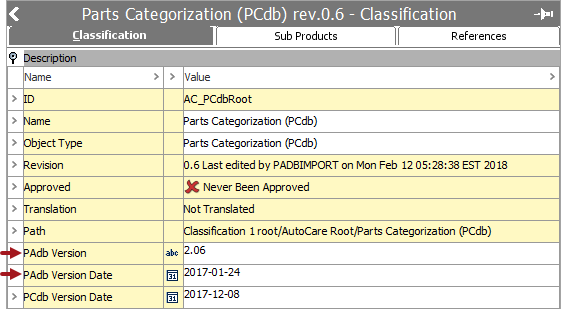 Parts Categorization (PCdb) rev.0.6 - Classification
Classification Sub Products References
Description
Name > > Value >
> ID AC_PCdbRoot
> Name Parts Categorization (PCdb)
> Object Type Parts Categorization (PCdb)
> Revision 0.6 Last edited by PADBIMPORT on Mon Feb 12 05:28:38 EST 2018
> Approved Never Been Approved
> Translation Not Translated
> Path Classification 1 root/AutoCare Root/Parts Categorization (PCdb)
PAdb Version abc 2.06
PAdb Version Date 31 2017-01-24
> PCdb Version Date 31 2017-12-08